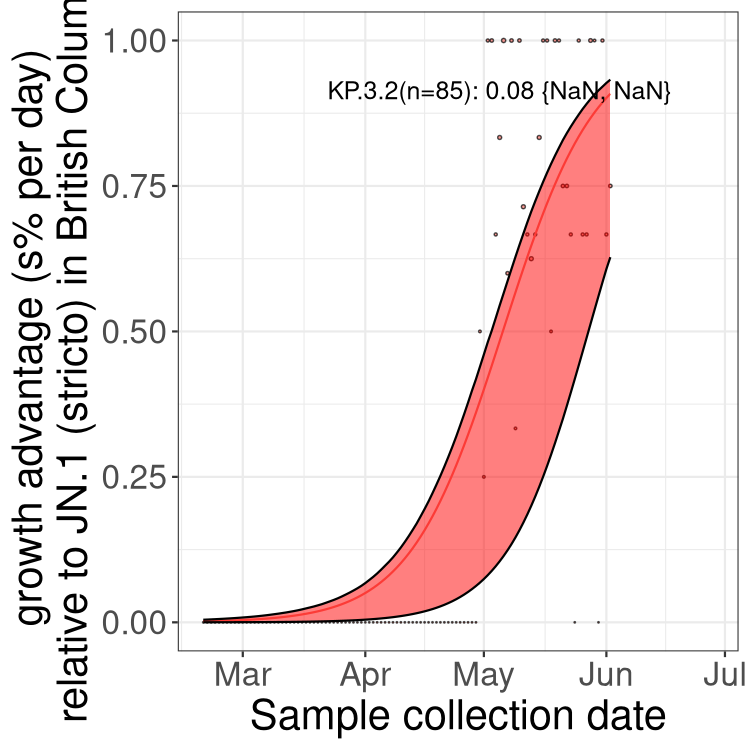 growth advantage (s% per day)
relative to JN.1 (stricto) in British Colum
1.00
0.75
0.50
0.25
0.00
KP.3.2(n=85): 0.08 {NaN, NaN}
Mar Apr May Jun Jul
Sample collection date